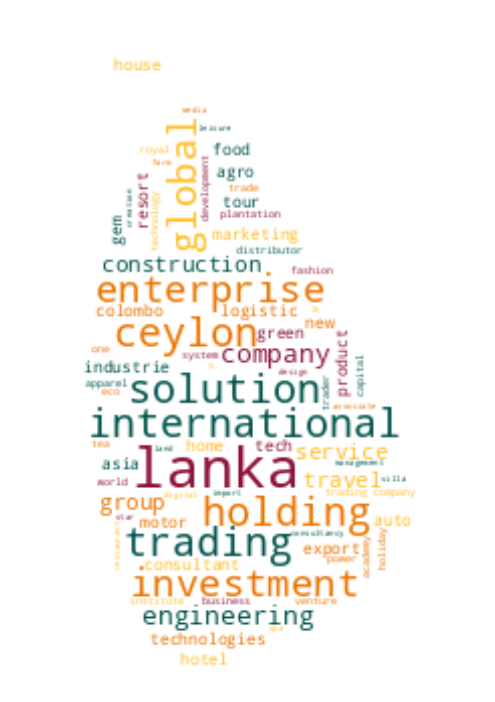 house
media
leisure
global
food
royal
farm
development
agro
resort
trade
creation
technology
tour
gem
plantation
marketing
distributor
construction
fashion
enterprise
colombo
logistic
ceylon
new
green
one
system
company
product
industrie
capital
design
apparel
solution
trader
eco
associate
international
tea
land
home
tech
service
asia
lanka
management
world
travel
villa
digital
import
trading company
group
holding
star
motor
auto
restaurant
trading
consultancy
export
holiday
power
academy
consultant
investment
institute
business
venture
engineering
technologies
hotel